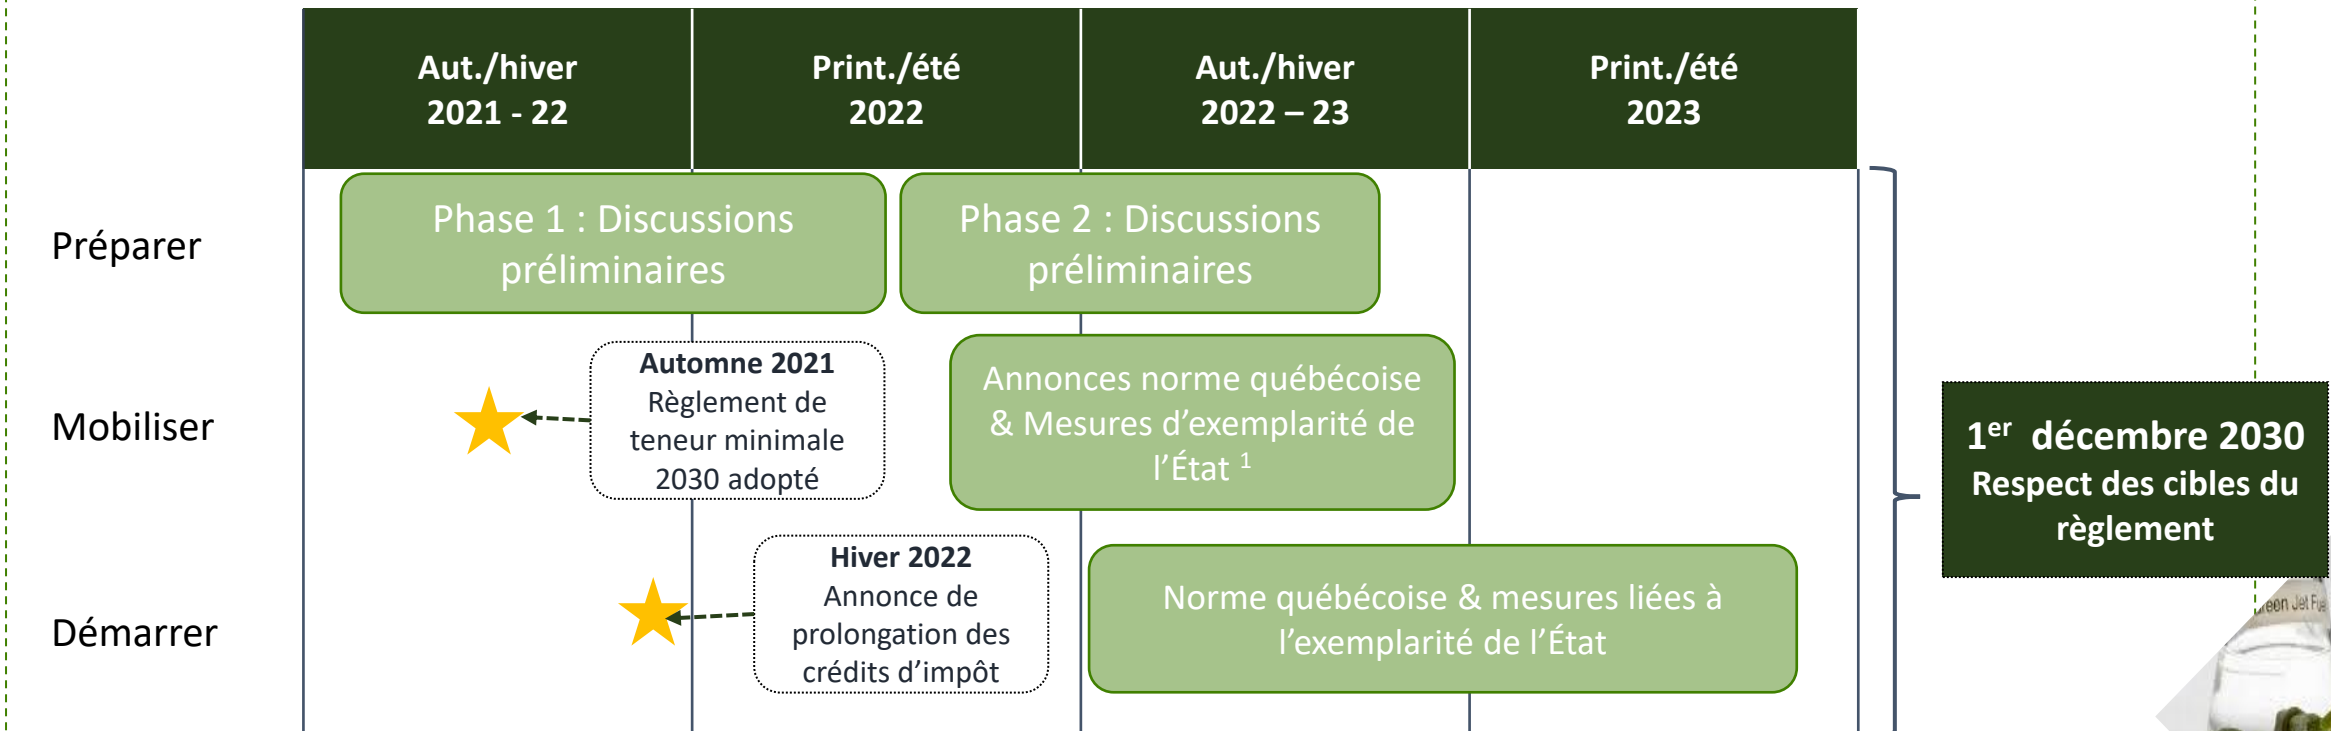 Aut./hiver
2021 - 22
Print./été
2022
Aut./hiver
2022 – 23
Print./été
2023
Préparer
Phase 1 : Discussions
préliminaires
Phase 2 : Discussions
préliminaires
Mobiliser
Automne 2021
Règlement de
teneur minimale
2030 adopté
Annonces norme québécoise
& Mesures d’exemplarité de
l’État ¹
Démarrer
Hiver 2022
Annonce de
prolongation des
crédits d’impôt
Norme québécoise & mesures liées à
l’exemplarité de l’État
1er décembre 2030
Respect des cibles du
règlement
Jet